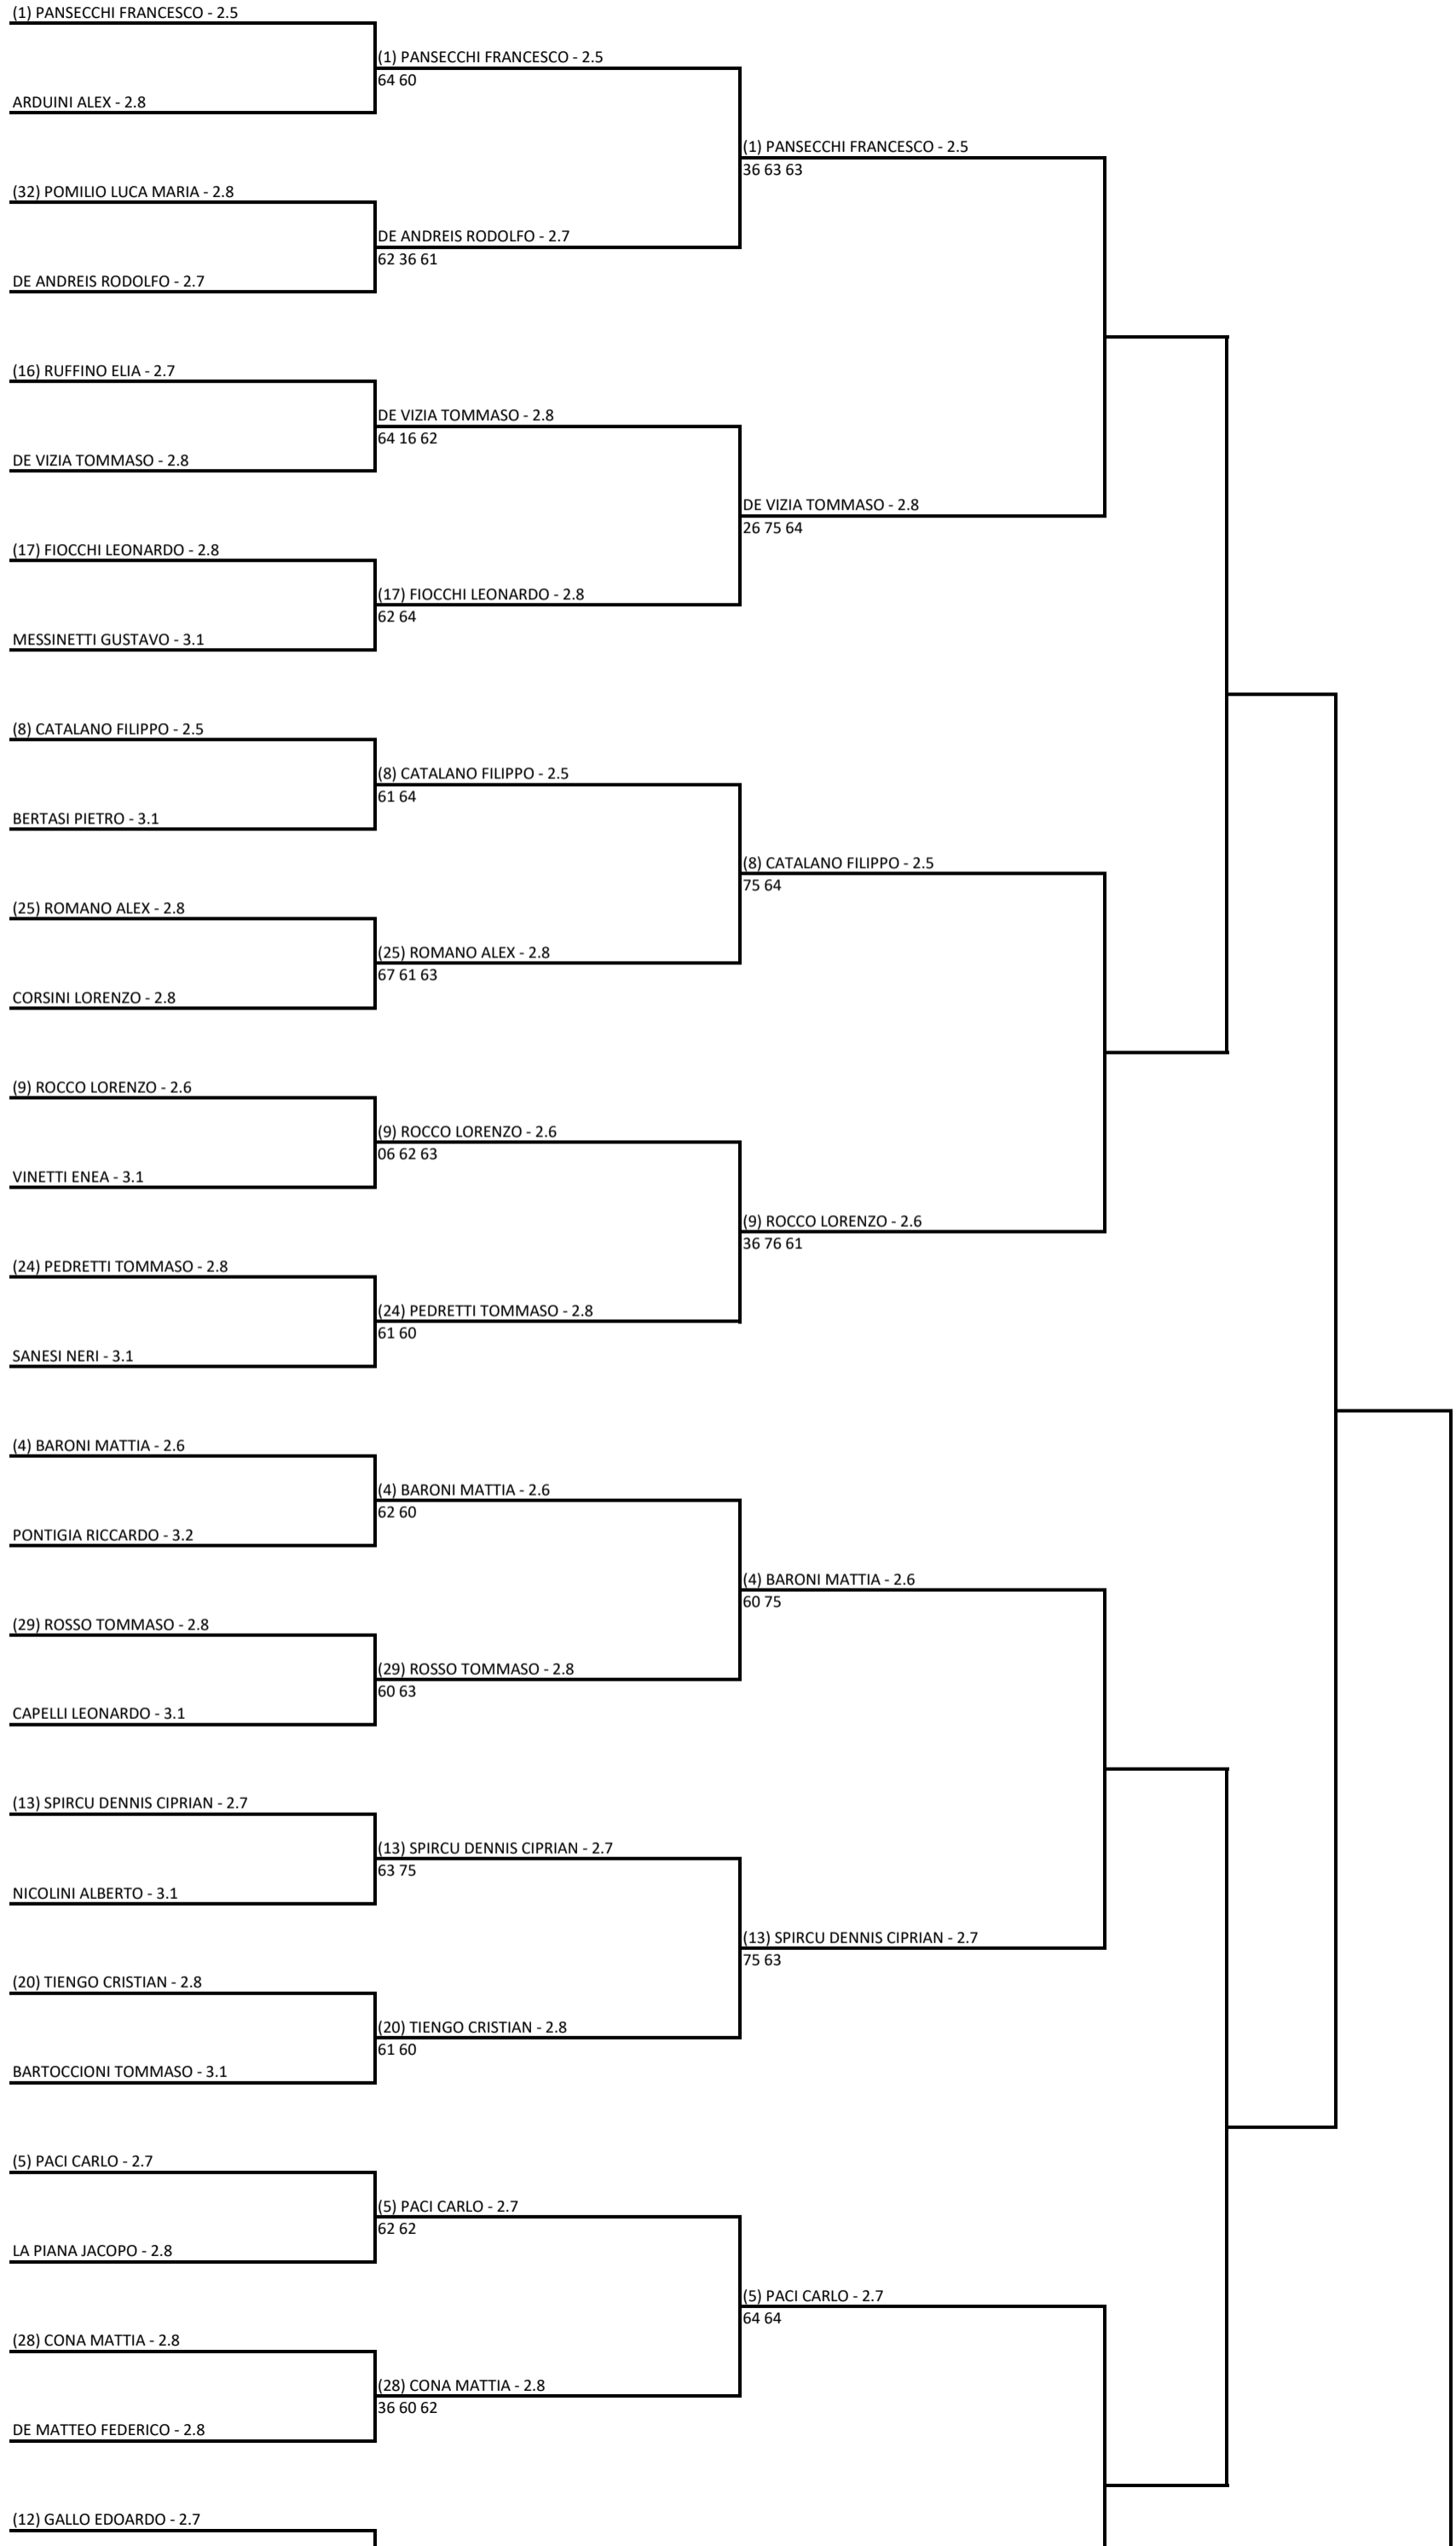 (1) PANSECCHI FRANCESCO - 2.5
(1) PANSECCHI FRANCESCO - 2.5
64 60
ARDUINI ALEX - 2.8
(1) PANSECCHI FRANCESCO - 2.5
36 63 63
(32) POMILIO LUCA MARIA - 2.8
DE ANDREIS RODOLFO - 2.7
62 36 61
DE ANDREIS RODOLFO - 2.7
(16) RUFFINO ELIA - 2.7
DE VIZIA TOMMASO - 2.8
64 16 62
DE VIZIA TOMMASO - 2.8
DE VIZIA TOMMASO - 2.8
26 75 64
(17) FIOCCHI LEONARDO - 2.8
(17) FIOCCHI LEONARDO - 2.8
62 64
MESSINETTI GUSTAVO - 3.1
(8) CATALANO FILIPPO - 2.5
(8) CATALANO FILIPPO - 2.5
61 64
BERTASI PIETRO - 3.1
(8) CATALANO FILIPPO - 2.5
75 64
(25) ROMANO ALEX - 2.8
(25) ROMANO ALEX - 2.8
67 61 63
CORSINI LORENZO - 2.8
(9) ROCCO LORENZO - 2.6
(9) ROCCO LORENZO - 2.6
06 62 63
VINETTI ENEA - 3.1
(9) ROCCO LORENZO - 2.6
36 76 61
(24) PEDRETTI TOMMASO - 2.8
(24) PEDRETTI TOMMASO - 2.8
61 60
SANESI NERI - 3.1
(4) BARONI MATTIA - 2.6
(4) BARONI MATTIA - 2.6
62 60
PONTIGIA RICCARDO - 3.2
(4) BARONI MATTIA - 2.6
60 75
(29) ROSSO TOMMASO - 2.8
(29) ROSSO TOMMASO - 2.8
60 63
CAPELLI LEONARDO - 3.1
(13) SPIRCU DENNIS CIPRIAN - 2.7
(13) SPIRCU DENNIS CIPRIAN - 2.7
63 75
NICOLINI ALBERTO - 3.1
(13) SPIRCU DENNIS CIPRIAN - 2.7
75 63
(20) TIENGO CRISTIAN - 2.8
(20) TIENGO CRISTIAN - 2.8
61 60
BARTOCCIONI TOMMASO - 3.1
(5) PACI CARLO - 2.7
(5) PACI CARLO - 2.7
62 62
LA PIANA JACOPO - 2.8
(5) PACI CARLO - 2.7
64 64
(28) CONA MATTIA - 2.8
(28) CONA MATTIA - 2.8
36 60 62
DE MATTEO FEDERICO - 2.8
(12) GALLO EDOARDO - 2.7